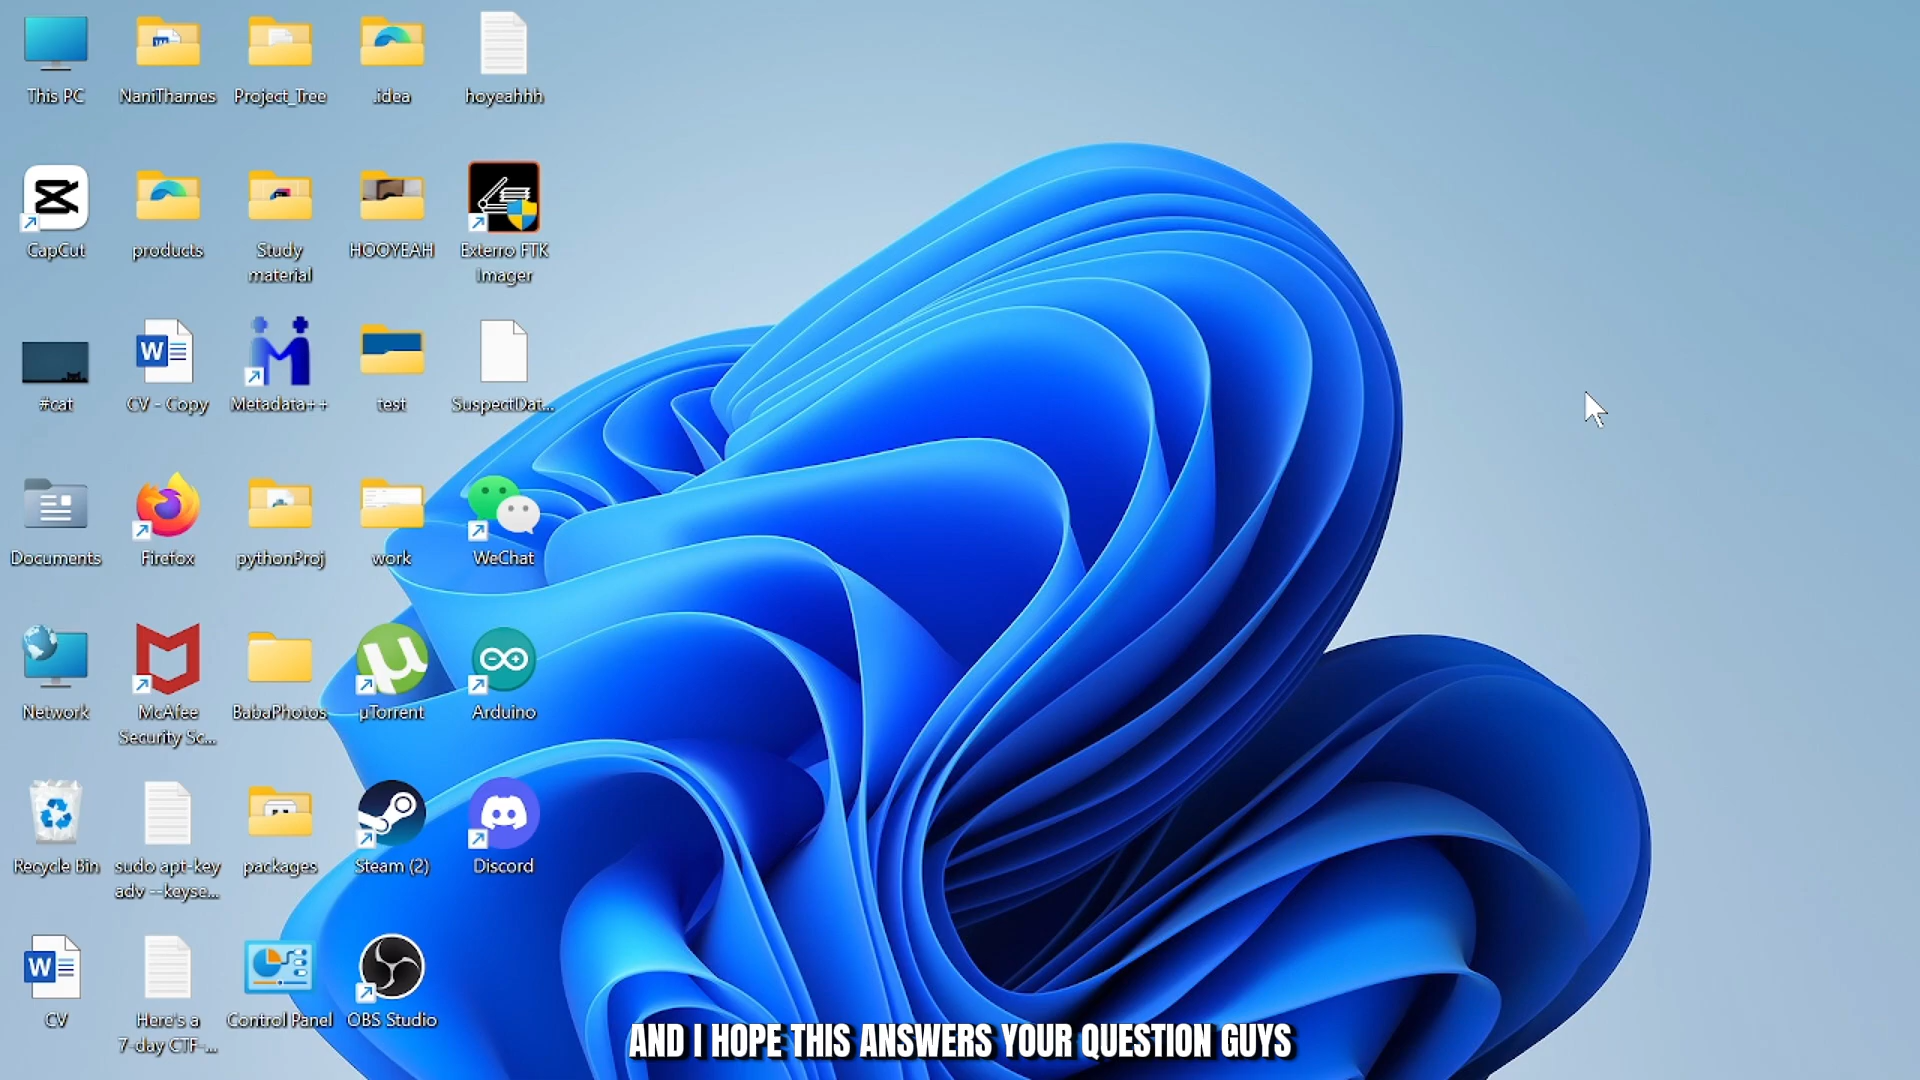 This PC
NaniThames
Project_Tree
.idea
hoyeahhh
CapCut
products
Study
material
HOOYEAH
Exterro FTK
Imager
#cat
CV - Copy
Metadata++
test
SuspectDat...
Documents
Firefox
pythonProj
work
WeChat
Network
McAfee
Security Sc...
BabaPhotos
µTorrent
Arduino
Recycle Bin
sudo apt-key
adv --keyse...
packages
Steam (2)
Discord
CV
Here's a
7-day CTF-...
Control Panel
OBS Studio
AND I HOPE THIS ANSWERS YOUR QUESTION GUYS